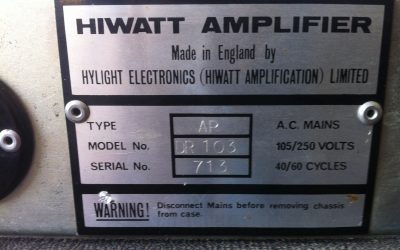 HIWATT AMPLIFIER
Made in England by
HYLIGHT ELECTRONICS (HIWATT AMPLIFICATION) LIMITED
TYPE AP A.C. MAINS
MODEL No. DR 103 105/250 VOLTS
SERIAL No. 713 40/60 CYCLES
WARNING! Disconnect Mains before removing chassis
from case.